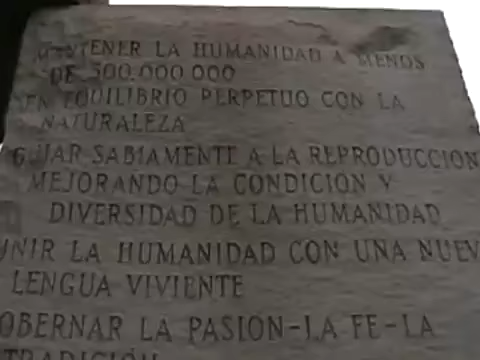 MANTENER LA HUMANIDAD A MENOS
DE 500.000.000
EN EQUILIBRIO PERPETUO CON LA
NATURALEZA
GUIAR SABIAMENTE A LA REPRODUCCION
MEJORANDO LA CONDICION Y
DIVERSIDAD DE LA HUMANIDAD
UNIR LA HUMANIDAD CON UNA NUEV
LENGUA VIVIENTE
OBERNAR LA PASION-LA FE-LA
TRADICIÓN